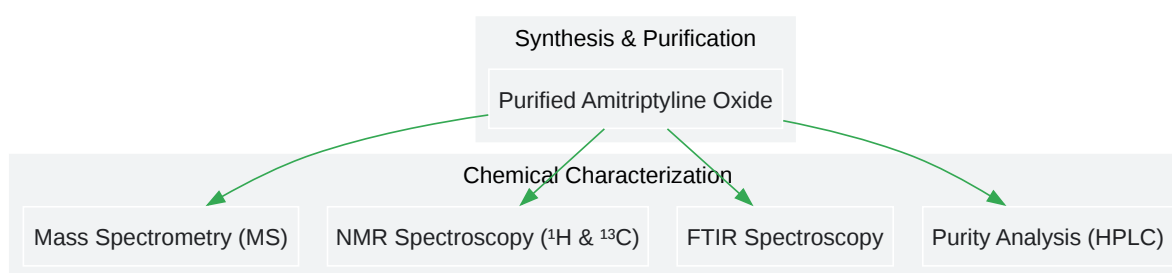 Synthesis & Purification
Purified Amitriptyline Oxide
Chemical Characterization
Mass Spectrometry (MS)
NMR Spectroscopy (¹H & ¹³C)
FTIR Spectroscopy
Purity Analysis (HPLC)